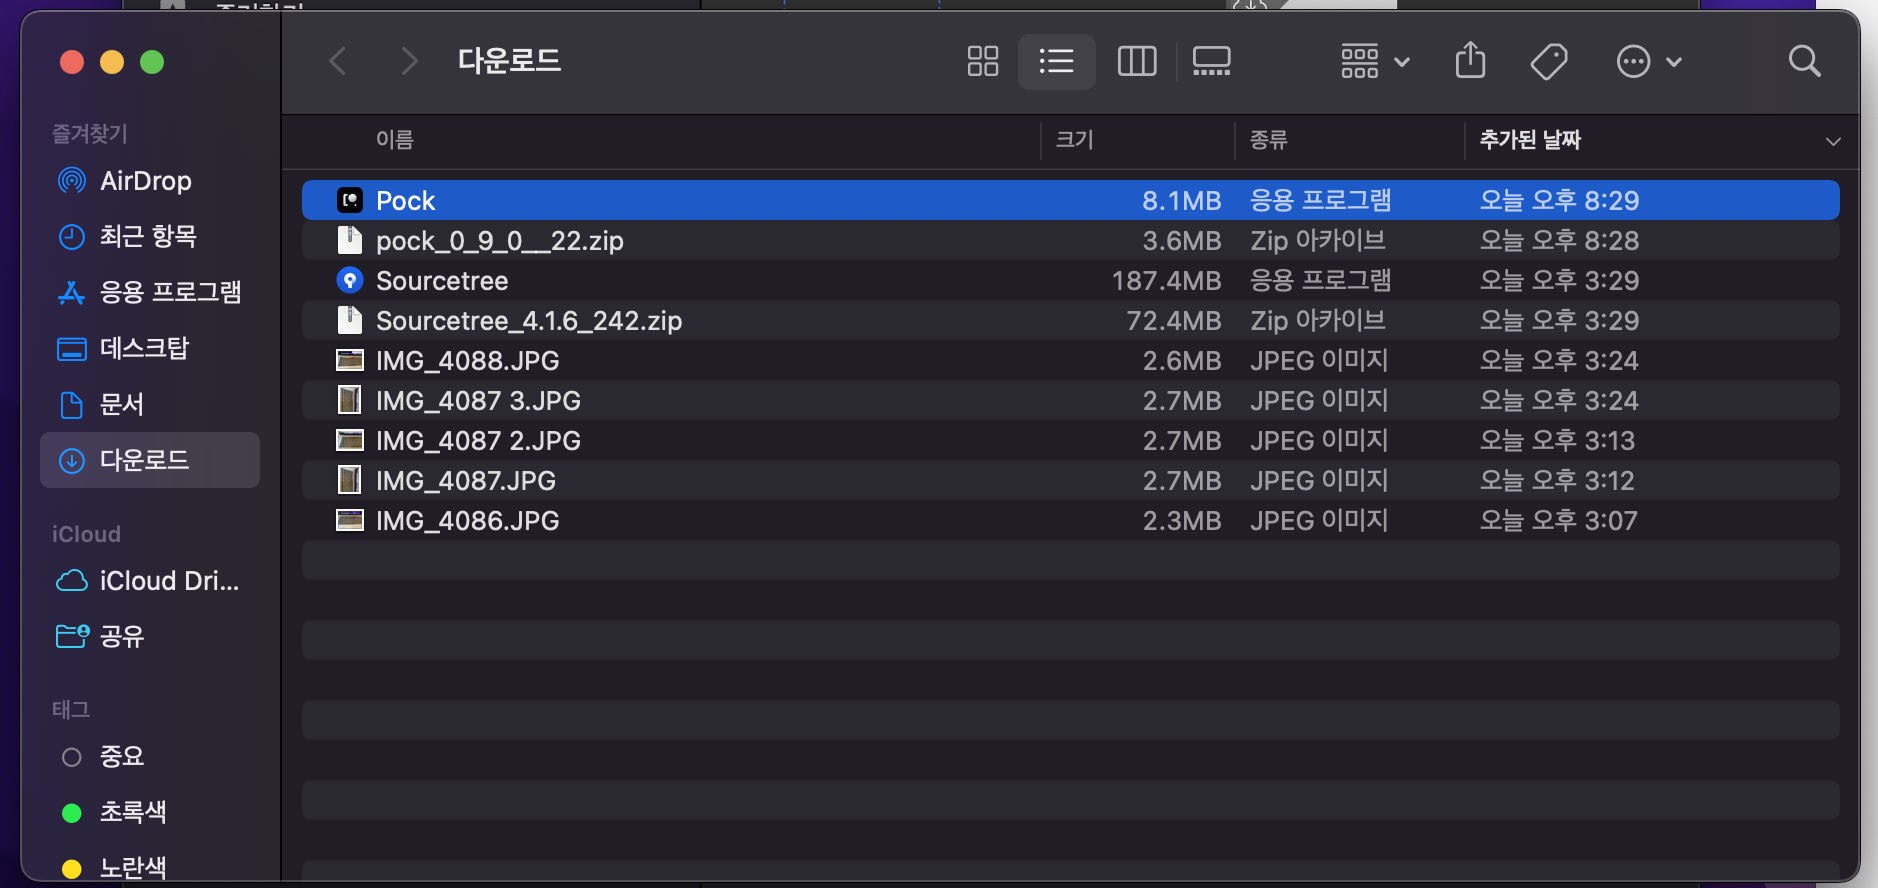 다운로드
즐겨찾기
AirDrop
최근 항목
응용 프로그램
데스크탑
문서
다운로드
iCloud
iCloud Dri...
공유
태그
중요
초록색
노란색
이름 크기 종류 추가된 날짜
Pock 8.1MB 응용 프로그램 오늘 오후 8:29
pock_0_9_0__22.zip 3.6MB Zip 아카이브 오늘 오후 8:28
Sourcetree 187.4MB 응용 프로그램 오늘 오후 3:29
Sourcetree_4.1.6_242.zip 72.4MB Zip 아카이브 오늘 오후 3:29
IMG_4088.JPG 2.6MB JPEG 이미지 오늘 오후 3:24
IMG_4087 3.JPG 2.7MB JPEG 이미지 오늘 오후 3:24
IMG_4087 2.JPG 2.7MB JPEG 이미지 오늘 오후 3:13
IMG_4087.JPG 2.7MB JPEG 이미지 오늘 오후 3:12
IMG_4086.JPG 2.3MB JPEG 이미지 오늘 오후 3:07